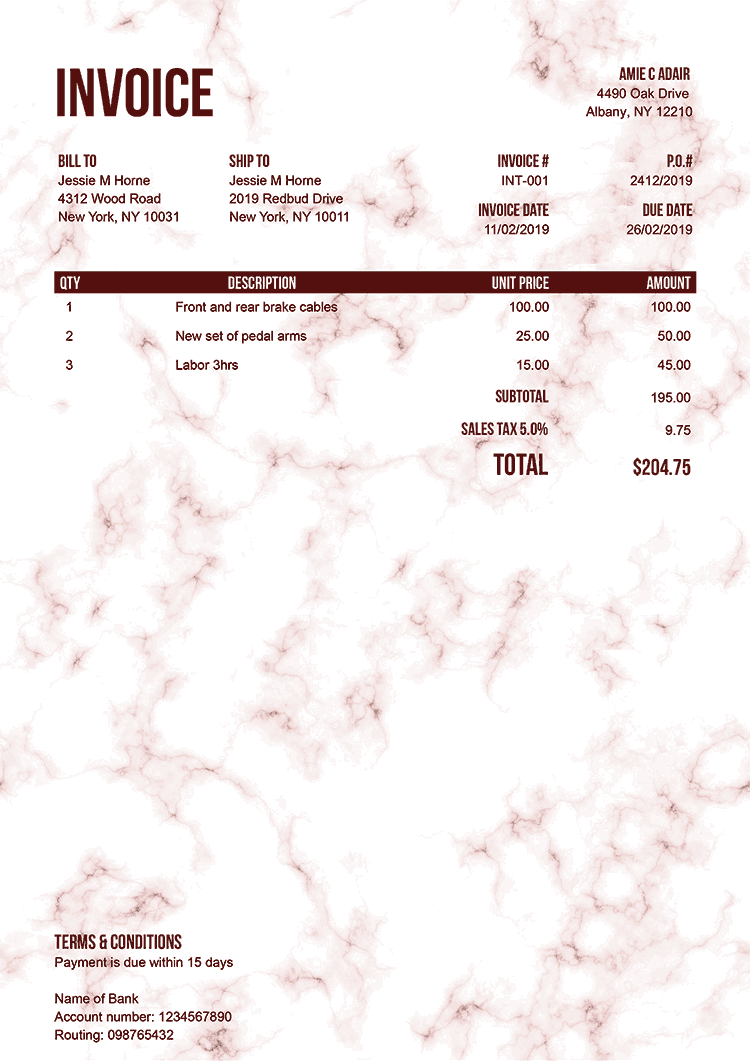 INVOICE
AMIE C ADAIR
4490 Oak Drive
Albany, NY 12210
BILL TO
Jessie M Horne
4312 Wood Road
New York, NY 10031
SHIP TO
Jessie M Horne
2019 Redbud Drive
New York, NY 10011
INVOICE # P.O.#
INT-001 2412/2019
INVOICE DATE DUE DATE
11/02/2019 26/02/2019
QTY DESCRIPTION UNIT PRICE AMOUNT
1 Front and rear brake cables 100.00 100.00
2 New set of pedal arms 25.00 50.00
3 Labor 3hrs 15.00 45.00
SUBTOTAL 195.00
SALES TAX 5.0% 9.75
TOTAL $204.75
TERMS & CONDITIONS
Payment is due within 15 days
Name of Bank
Account number: 1234567890
Routing: 098765432